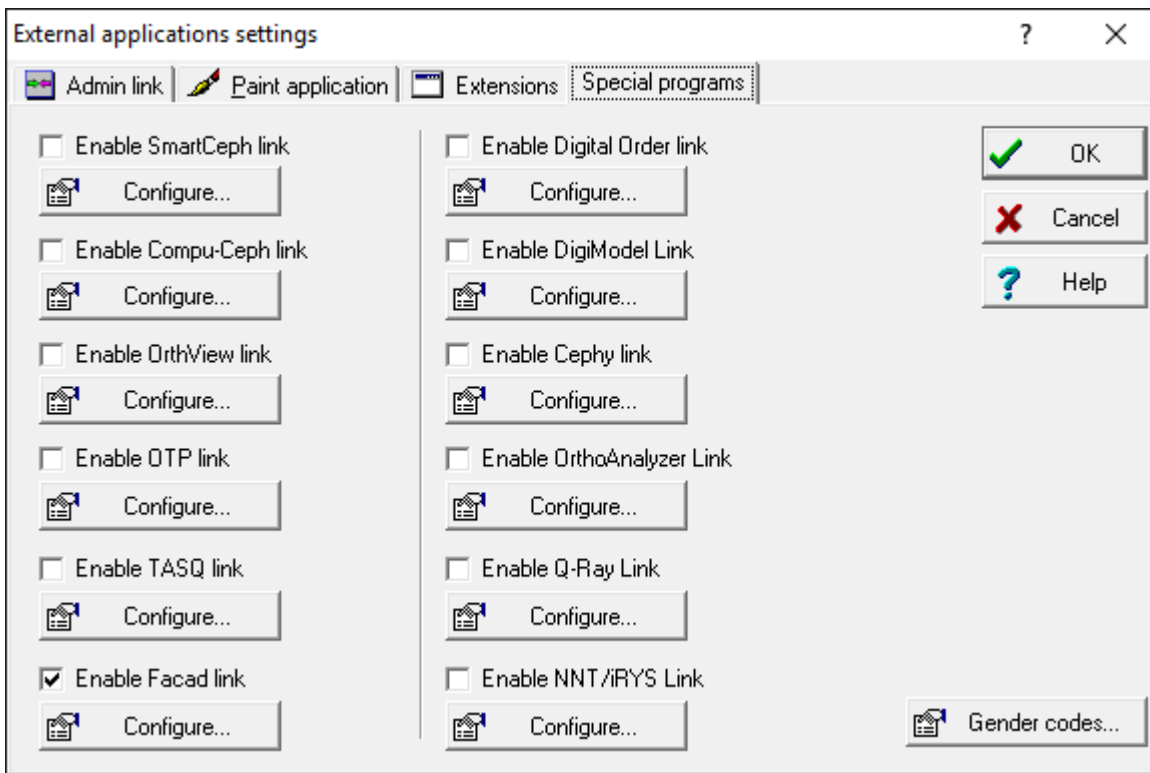 External applications settings
Admin link Paint application Extensions Special programs
Enable SmartCeph link
Configure...
Enable Compu-Ceph link
Configure...
Enable OrthView link
Configure...
Enable OTP link
Configure...
Enable TASQ link
Configure...
Enable Facad link
Configure...
Enable Digital Order link
Configure...
Enable DigiModel Link
Configure...
Enable Cephy link
Configure...
Enable OrthoAnalyzer Link
Configure...
Enable Q-Ray Link
Configure...
Enable NNT/iRYS Link
Configure...
OK
Cancel
Help
Gender codes...